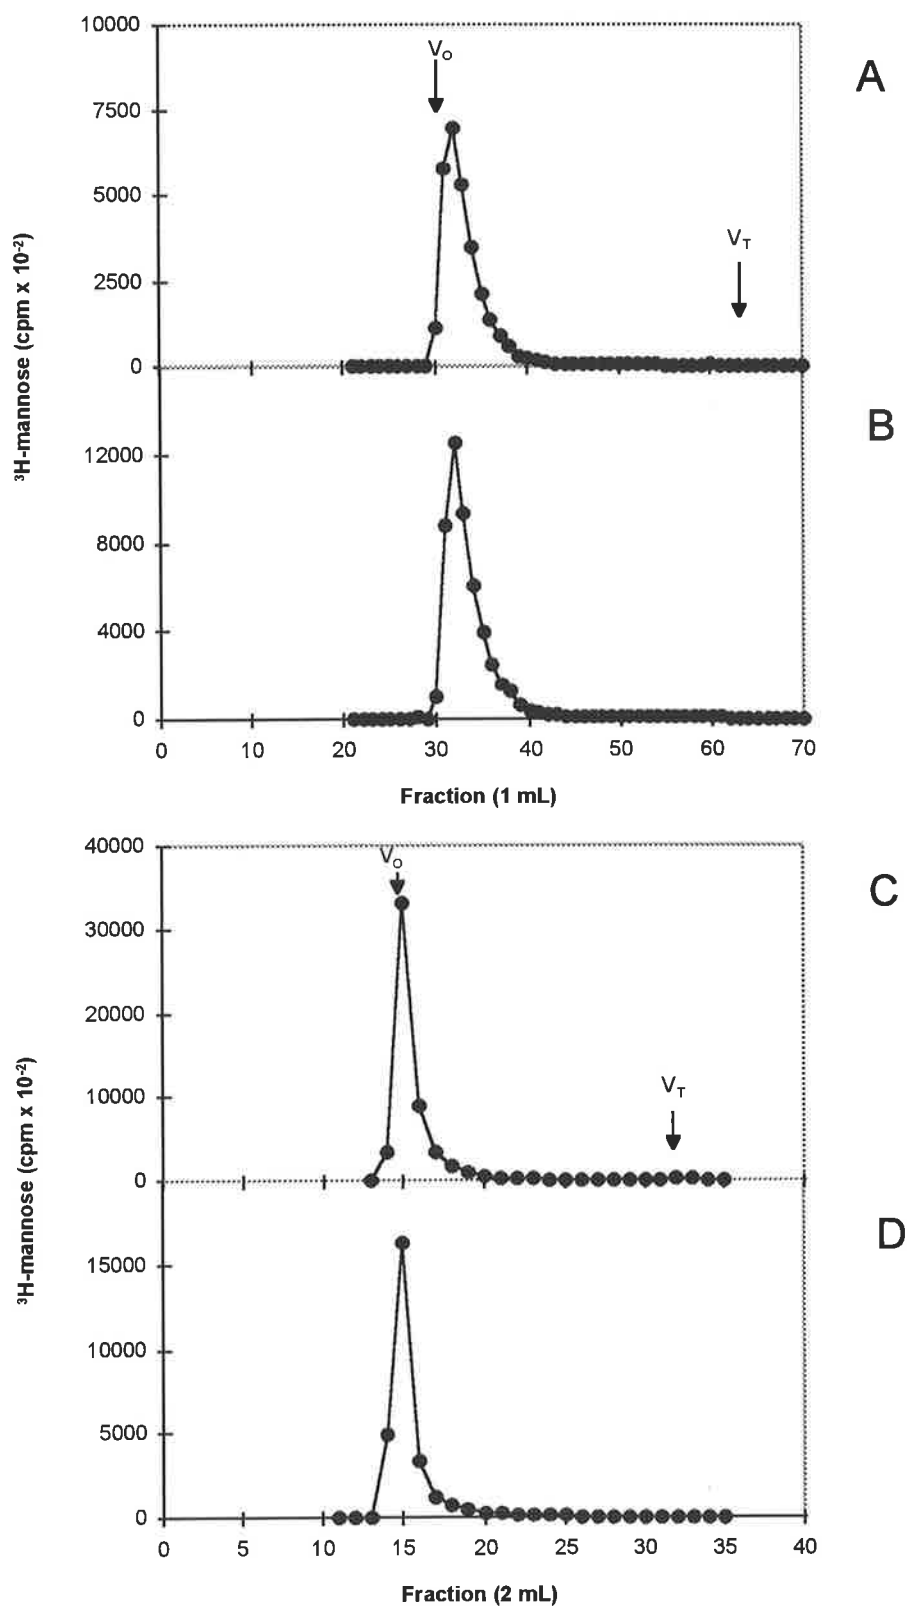 10000
V₀
A
7500
5000
Vₜ
2500
0
³H-mannose (cpm x 10⁻²)
B
12000
8000
4000
0
0 10 20 30 40 50 60 70
Fraction (1 mL)
40000
V₀
C
30000
20000
Vₜ
10000
0
³H-mannose (cpm x 10⁻²)
D
15000
10000
5000
0
0 5 10 15 20 25 30 35 40
Fraction (2 mL)